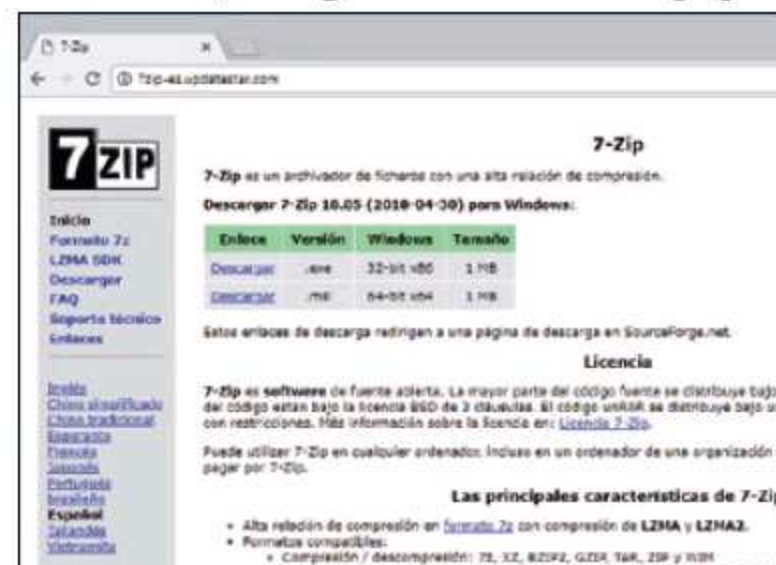 7-Zip
7zip-es.updatestar.com
7 ZIP
Inicio
Formato 7z
LZMA SDK
Descargar
FAQ
Soporte técnico
Enlaces
Inglés
Chino simplificado
Chino tradicional
Esperanto
Francés
Japonés
Portugués
brasileño
Español
Tailandés
Vietnamita
7-Zip
7-Zip es un archivador de ficheros con una alta relación de compresión.
Descargar 7-Zip 18.05 (2018-04-30) para Windows:
Enlace Versión Windows Tamaño
Descargar .exe 32-bit x86 1 MB
Descargar .msi 64-bit x64 1 MB
Estos enlaces de descarga redirigen a una página de descarga en SourceForge.net.
Licencia
7-Zip es software de fuente abierta. La mayor parte del código fuente se distribuye bajo
del código están bajo la licencia BSD de 3 cláusulas. El código unRAR se distribuye bajo u
con restricciones. Más información sobre la licencia en: Licencia 7-Zip.
Puede utilizar 7-Zip en cualquier ordenador, incluso en un ordenador de una organización
pagar por 7-Zip.
Las principales características de 7-Zip
Alta relación de compresión en formato 7z con compresión de LZMA y LZMA2.
Formatos compatibles:
Compresión / descompresión: 7z, XZ, BZIP2, GZIP, TAR, ZIP y WIM